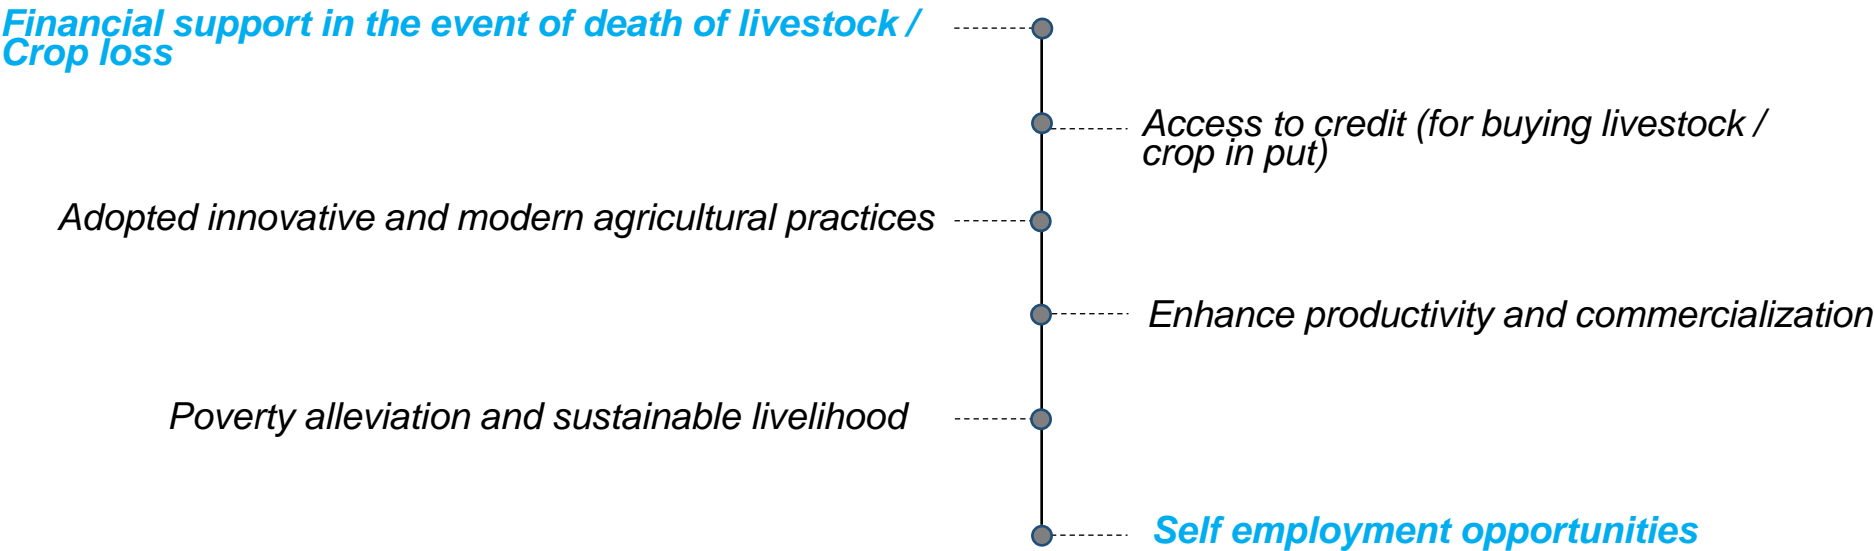 Financial support in the event of death of livestock /
Crop loss
Access to credit (for buying livestock /
crop in put)
Adopted innovative and modern agricultural practices
Enhance productivity and commercialization
Poverty alleviation and sustainable livelihood
Self employment opportunities